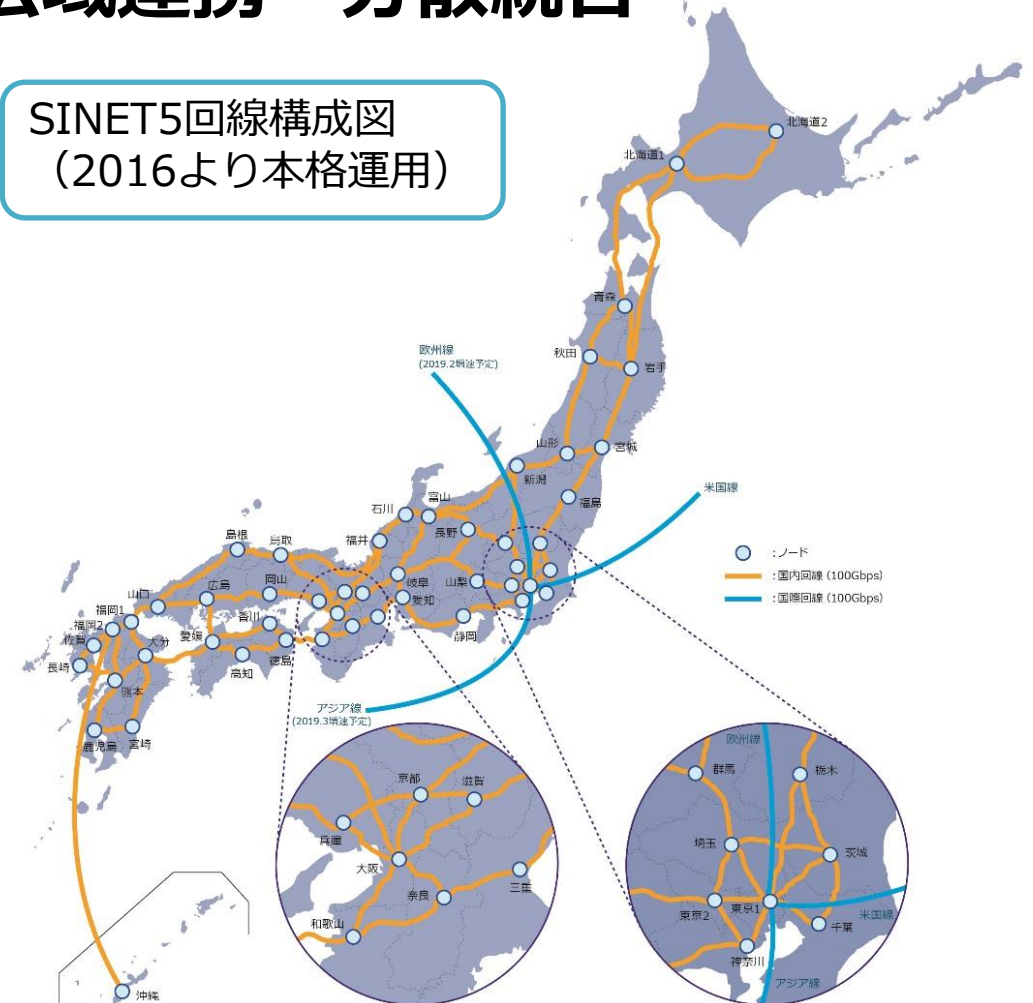 広域連携・分散統合
SINET5回線構成図
（2016より本格運用）
北海道2
北海道1
青森
秋田
岩手
欧州線
(2019.2増速予定)
山形
宮城
新潟
福島
米国線
石川
富山
長野
福井
島根
鳥取
：ノード
：国内回線 (100Gbps)
：国際回線 (100Gbps)
岐阜
山梨
愛知
静岡
岡山
広島
山口
香川
福岡1
福岡2
佐賀
大分
愛媛
長崎
高知
徳島
熊本
鹿児島
宮崎
アジア線
(2019.3増速予定)
京都
滋賀
兵庫
大阪
奈良
三重
和歌山
欧州線
群馬
栃木
埼玉
茨城
東京2
東京1
米国線
千葉
神奈川
アジア線
沖縄